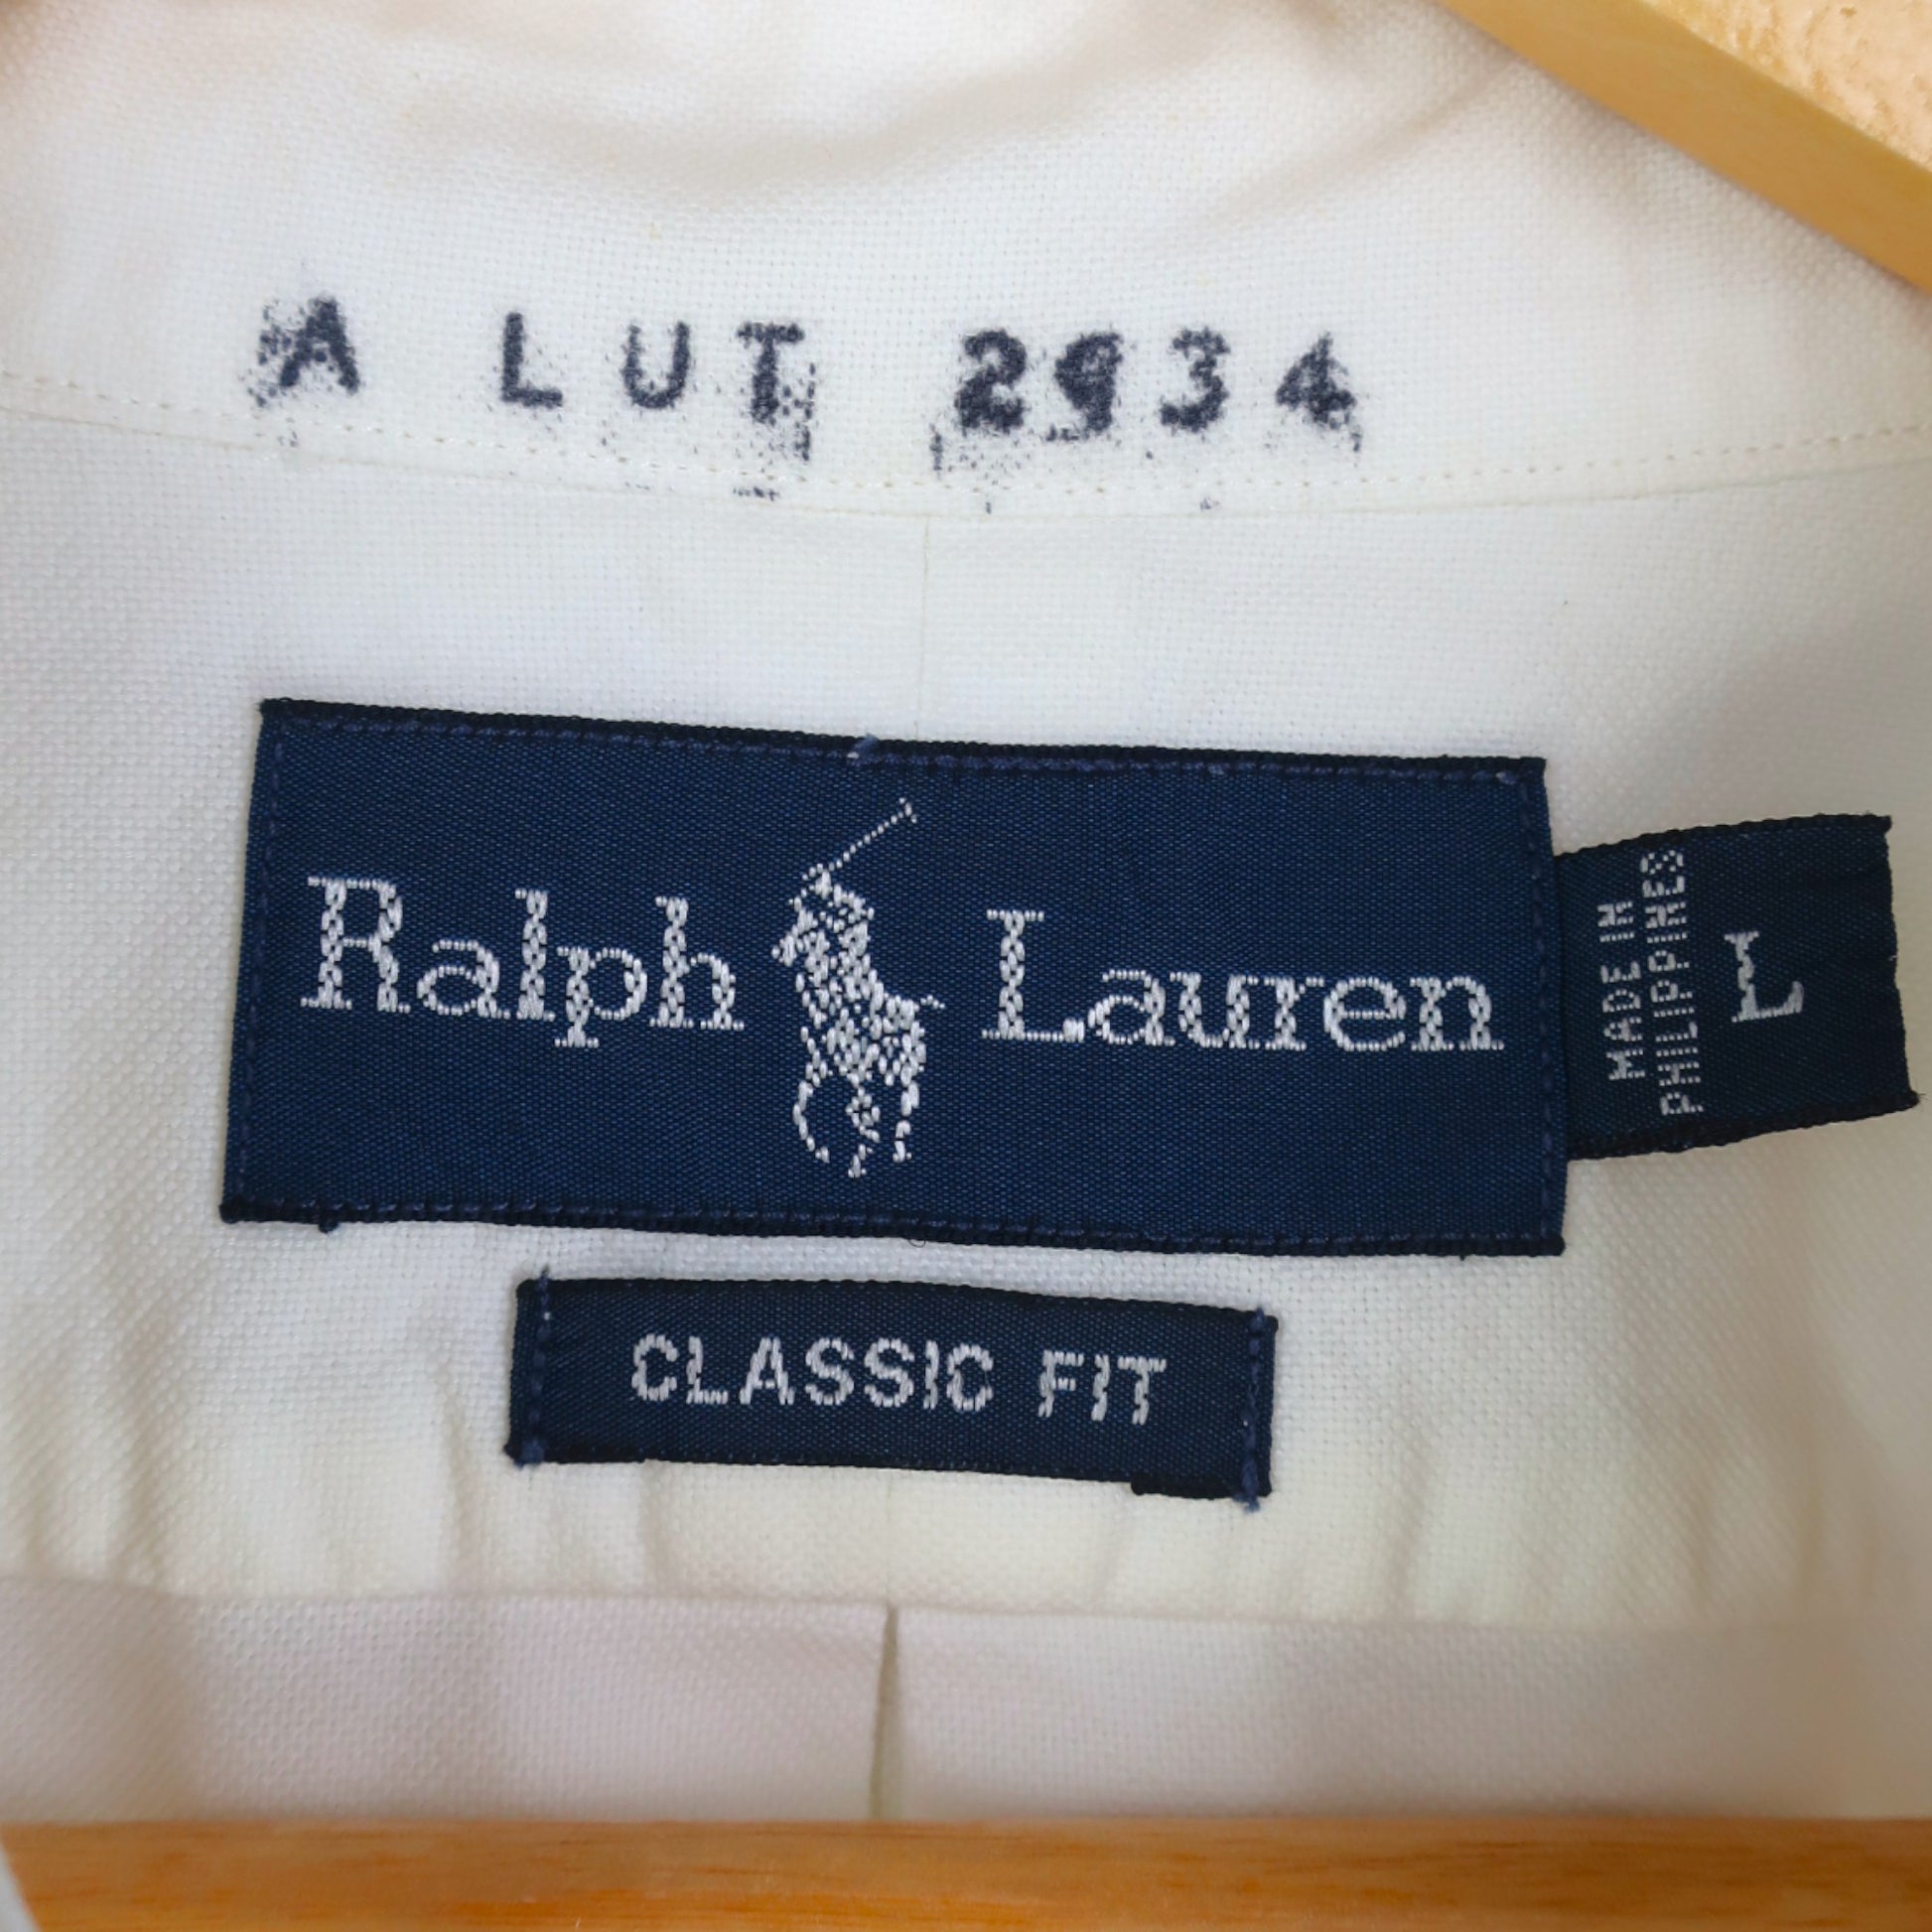 A LUT 2934
Ralph Lauren
MADE IN
PHILIPPINES
L
CLASSIC FIT